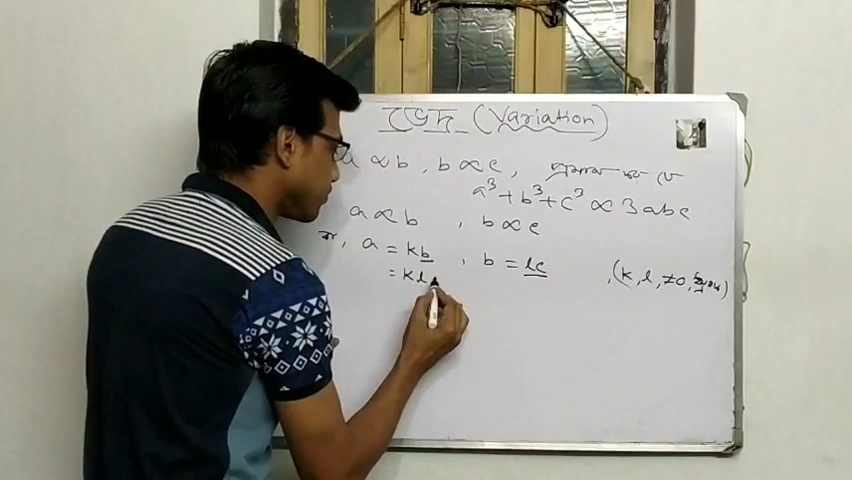 ভেদ (Variation)
a ∝ b, b ∝ c, প্রমাণ কর যে
a³ + b³ + c³ ∝ 3abc
a ∝ b , b ∝ c
বা, a = kb , b = lc , (k, l, ≠0, ধ্রুবক)
= kl